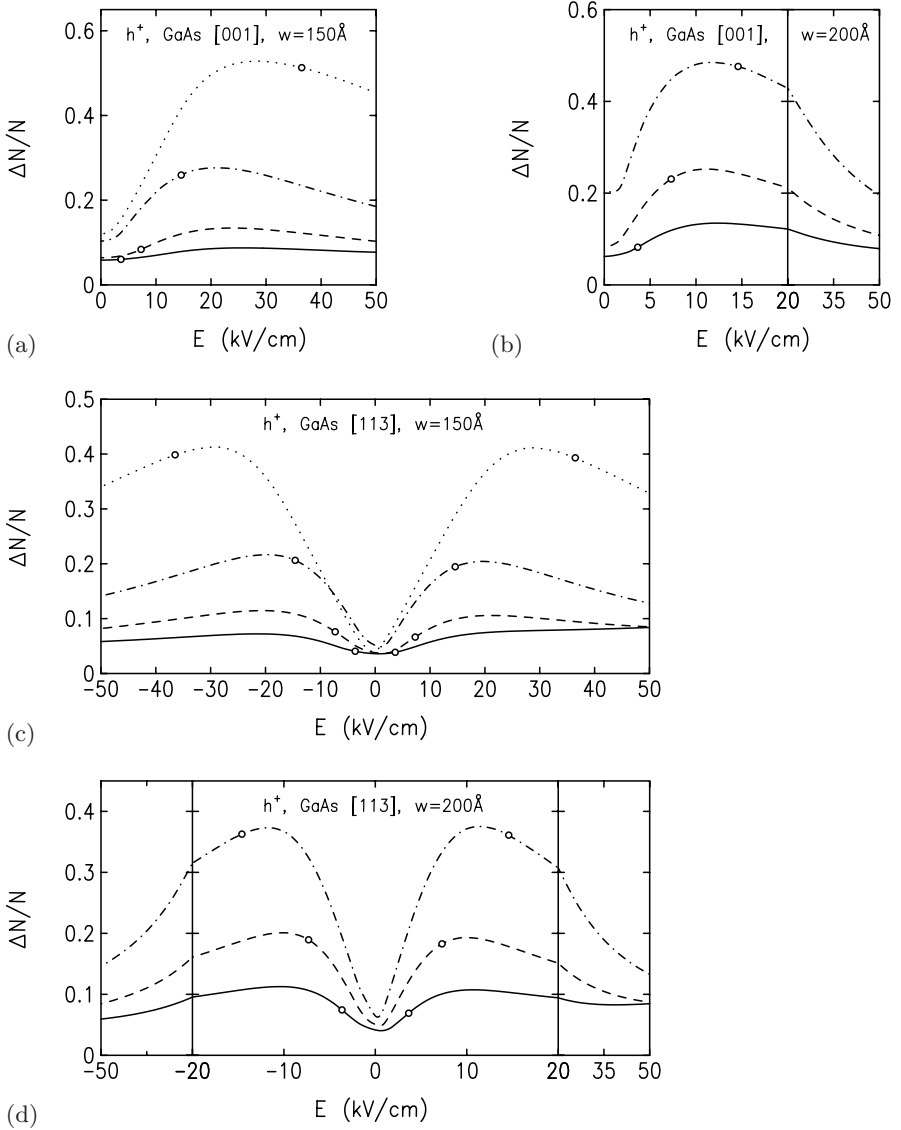 0.6
h⁺, GaAs [001], w=150Å
0.4
ΔN/N
0.2
0
0 10 20 30 40 50
E (kV/cm)
(a)
0.6
h⁺, GaAs [001], w=200Å
0.4
ΔN/N
0.2
0
0 5 10 15 20 35 50
E (kV/cm)
(b)
0.5
h⁺, GaAs [113], w=150Å
0.4
0.3
ΔN/N
0.2
0.1
0
−50 −40 −30 −20 −10 0 10 20 30 40 50
E (kV/cm)
(c)
0.4
h⁺, GaAs [113], w=200Å
0.3
ΔN/N
0.2
0.1
0
−50 −20 −10 0 10 20 35 50
E (kV/cm)
(d)